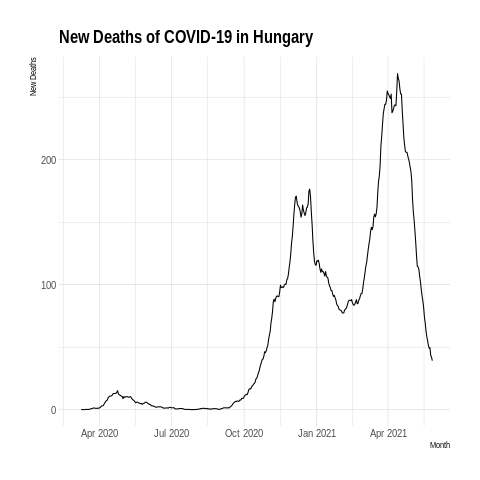 New Deaths of COVID-19 in Hungary
New Deaths
200
100
0
Apr 2020 Jul 2020 Oct 2020 Jan 2021 Apr 2021
Month